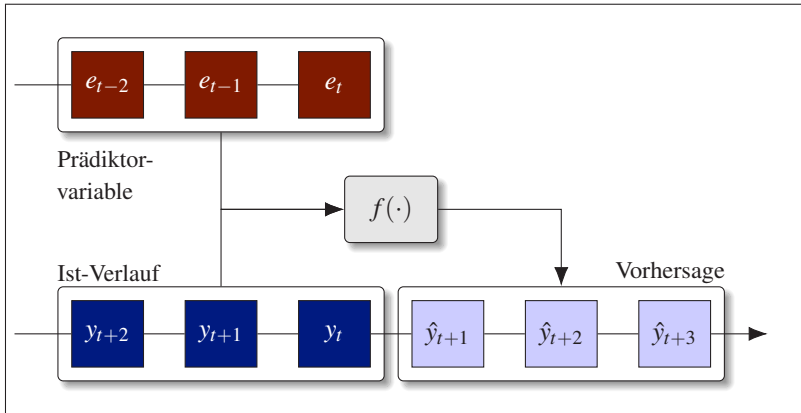 e_{t−2} e_{t−1} e_t
Prädiktor-
variable
f(·)
Ist-Verlauf
Vorhersage
y_{t+2} y_{t+1} y_t ŷ_{t+1} ŷ_{t+2} ŷ_{t+3}